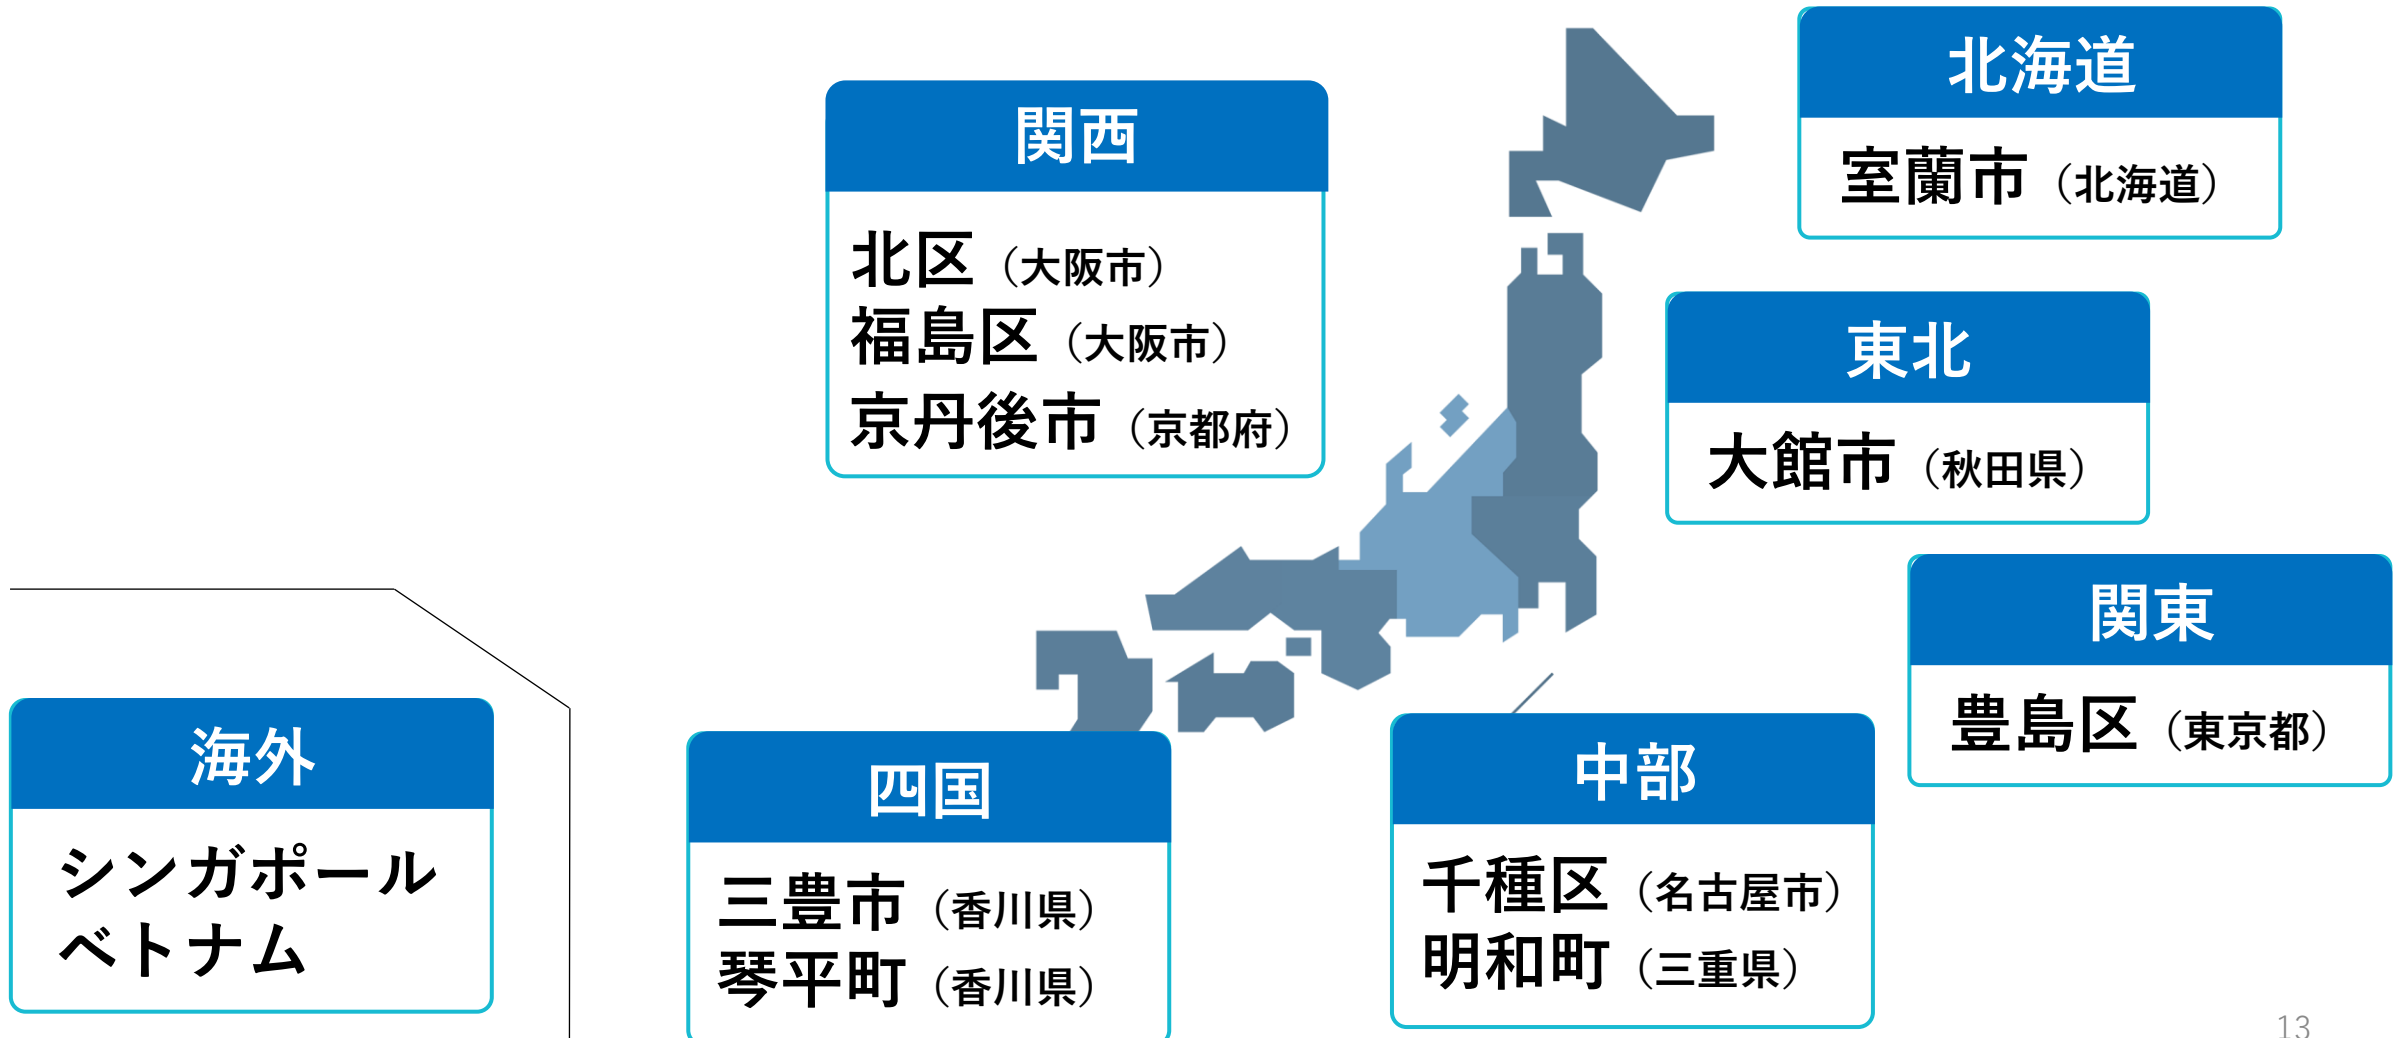 関西
北区（大阪市）
福島区（大阪市）
京丹後市（京都府）
北海道
室蘭市（北海道）
東北
大館市（秋田県）
関東
豊島区（東京都）
中部
千種区（名古屋市）
明和町（三重県）
四国
三豊市（香川県）
琴平町（香川県）
海外
シンガポール
ベトナム
13